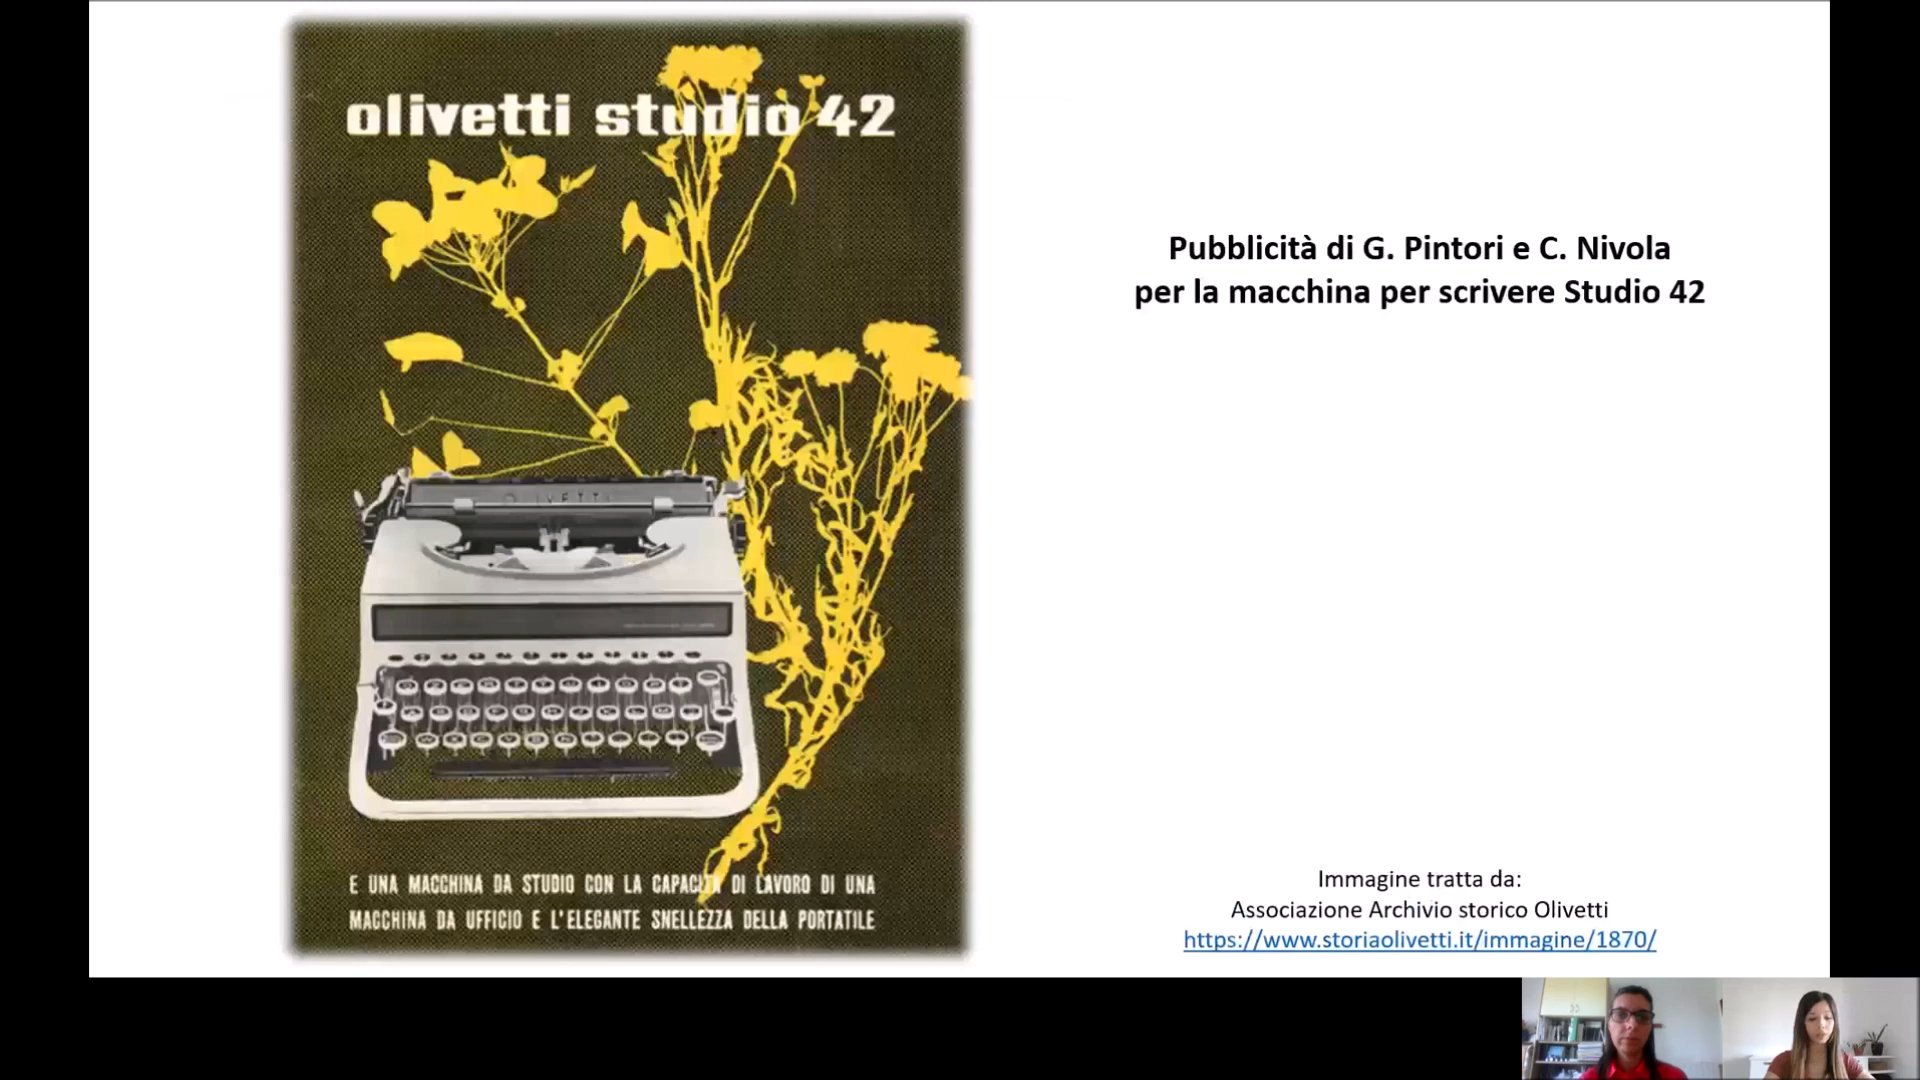 olivetti studio 42
OLIVETTI
E UNA MACCHINA DA STUDIO CON LA CAPACITA DI LAVORO DI UNA
MACCHINA DA UFFICIO E L'ELEGANTE SNELLEZZA DELLA PORTATILE
Pubblicità di G. Pintori e C. Nivola
per la macchina per scrivere Studio 42
Immagine tratta da:
Associazione Archivio storico Olivetti
https://www.storiaolivetti.it/immagine/1870/